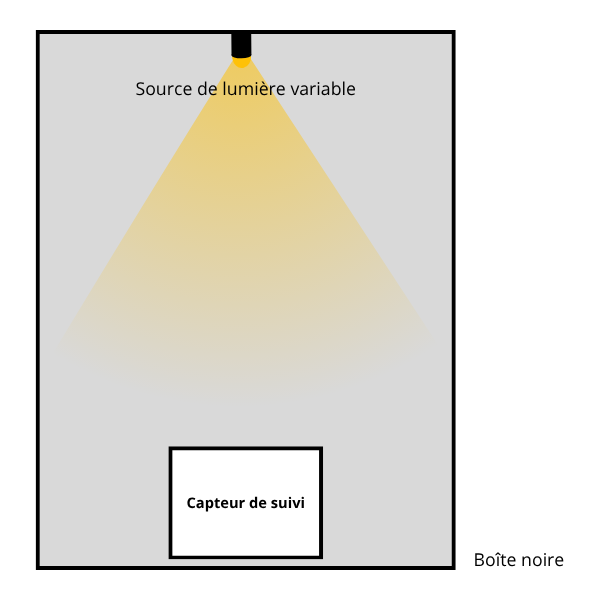 Source de lumière variable
Capteur de suivi
Boîte noire